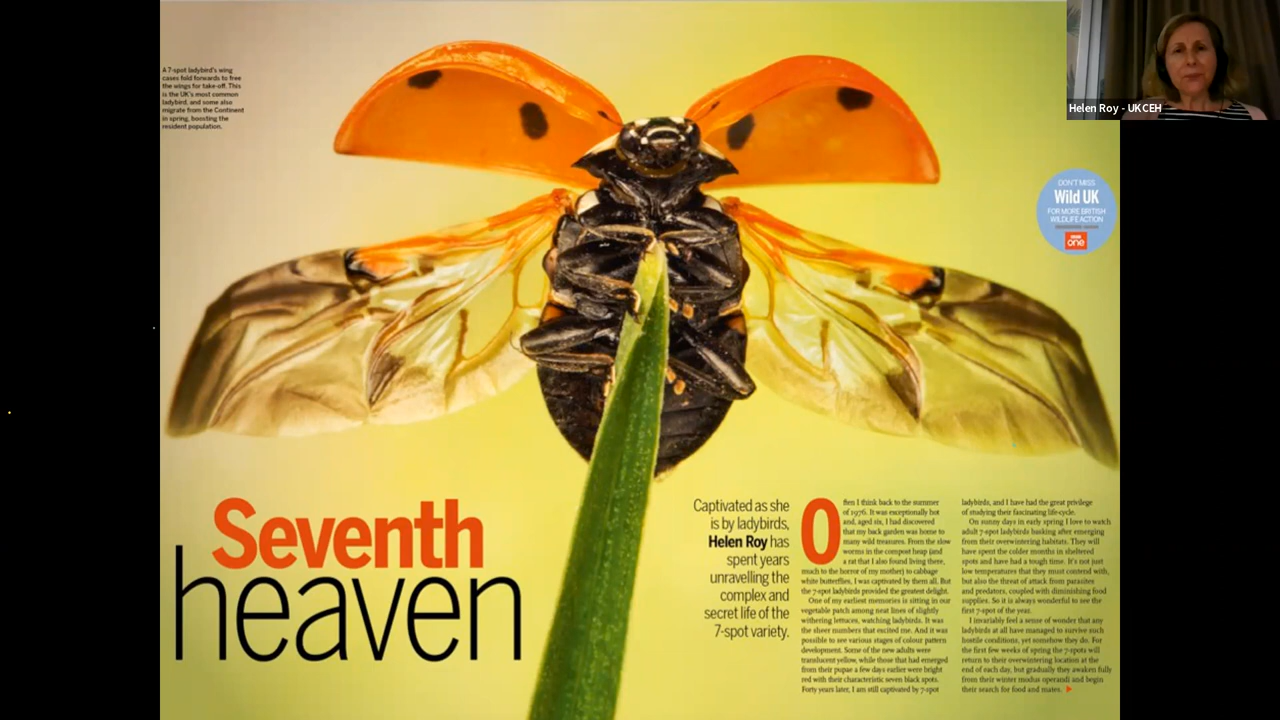 A 7-spot ladybird's wing
cases fold forwards to free
the wings for take-off. This
is the UK's most common
ladybird, and some also
migrate from the Continent
in spring, boosting the
resident population.
Helen Roy - UKCEH
DON'T MISS
Wild UK
FOR MORE BRITISH
WILDLIFE ACTION
BBC
one
Seventh
heaven
Captivated as she
is by ladybirds,
Helen Roy has
spent years
unravelling the
complex and
secret life of the
7-spot variety.
Often I think back to the summer
of 1976. It was exceptionally hot
and, aged six, I had discovered
that my back garden was home to
many wild treasures. From the slow
worms in the compost heap (and
a rat that I also found living there,
much to the horror of my mother) to cabbage
white butterflies, I was captivated by them all. But
the 7-spot ladybirds provided the greatest delight.
One of my earliest memories is sitting in our
vegetable patch among neat lines of slightly
withering lettuces, watching ladybirds. It was
the sheer numbers that excited me. And it was
possible to see various stages of colour pattern
development. Some of the new adults were
translucent yellow, while those that had emerged
from their pupae a few days earlier were bright
red with their characteristic seven black spots.
Forty years later, I am still captivated by 7-spot
ladybirds, and I have had the great privilege
of studying their fascinating life-cycle.
On sunny days in early spring I love to watch
adult 7-spot ladybirds basking after emerging
from their overwintering habitats. They will
have spent the colder months in sheltered
spots and have had a tough time. It's not just
low temperatures that they must contend with,
but also the threat of attack from parasites
and predators, coupled with diminishing food
supplies. So it is always wonderful to see the
first 7-spot of the year.
I invariably feel a sense of wonder that any
ladybirds at all have managed to survive such
hostile conditions, yet somehow they do. For
the first few weeks of spring the 7-spots will
return to their overwintering location at the
end of each day, but gradually they awaken fully
from their winter modus operandi and begin
their search for food and mates.